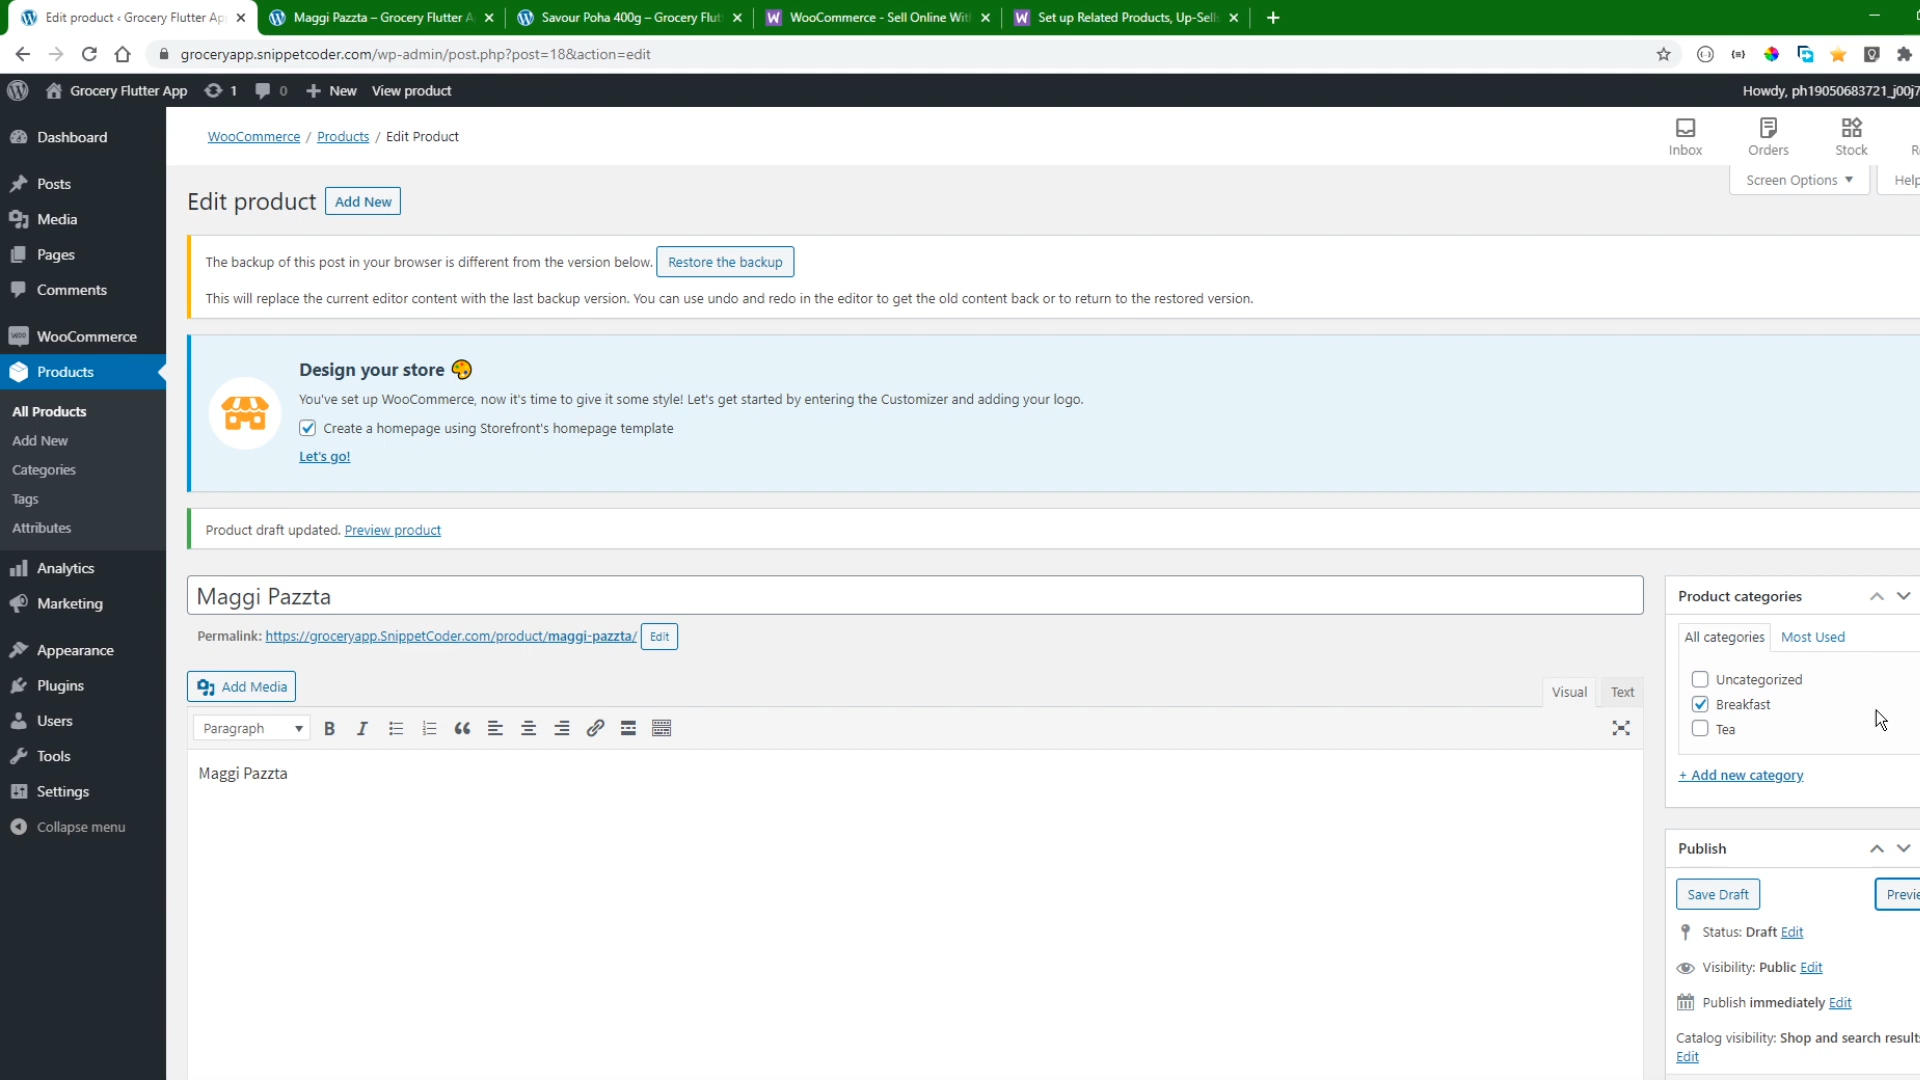 Edit product ‹ Grocery Flutter Ap
Maggi Pazzta – Grocery Flutter A
Savour Poha 400g – Grocery Flut
WooCommerce - Sell Online With
Set up Related Products, Up-Sells
groceryapp.snippetcoder.com/wp-admin/post.php?post=18&action=edit
Grocery Flutter App 1 0 New View product
Howdy, ph19050683721_j00j7
Dashboard
Posts
Media
Pages
Comments
WooCommerce
Products
All Products
Add New
Categories
Tags
Attributes
Analytics
Marketing
Appearance
Plugins
Users
Tools
Settings
Collapse menu
WooCommerce / Products / Edit Product
Inbox
Orders
Stock
Screen Options
Help
Edit product Add New
The backup of this post in your browser is different from the version below. Restore the backup
This will replace the current editor content with the last backup version. You can use undo and redo in the editor to get the old content back or to return to the restored version.
Design your store
You've set up WooCommerce, now it's time to give it some style! Let's get started by entering the Customizer and adding your logo.
Create a homepage using Storefront's homepage template
Let's go!
Product draft updated. Preview product
Maggi Pazzta
Permalink: https://groceryapp.SnippetCoder.com/product/maggi-pazzta/ Edit
Add Media
Visual Text
Paragraph
Maggi Pazzta
Product categories
All categories Most Used
Uncategorized
Breakfast
Tea
+ Add new category
Publish
Save Draft
Previe
Status: Draft Edit
Visibility: Public Edit
Publish immediately Edit
Catalog visibility: Shop and search results
Edit